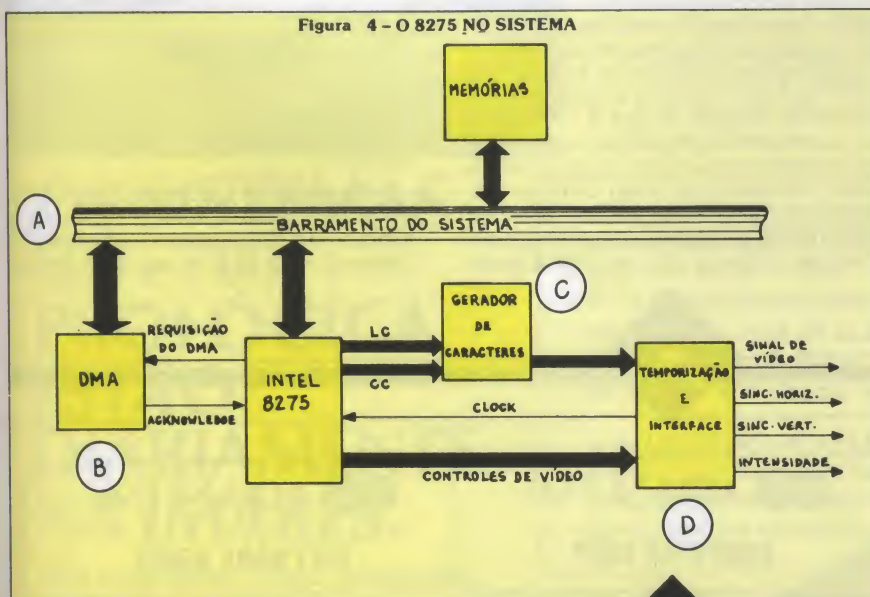 Figura 4 – O 8275 NO SISTEMA
MEMÓRIAS
A
BARRAMENTO DO SISTEMA
C
GERADOR
DE
CARACTERES
REQUISIÇÃO
DO DMA
LC
CC
DMA
INTEL
8275
ACKNOWLEDGE
CLOCK
TEMPORIZAÇÃO
E
INTERFACE
SINAL DE
VÍDEO
SINC. HORIZ.
SINC. VERT.
INTENSIDADE
CONTROLES DE VÍDEO
B
D